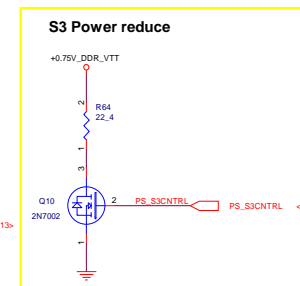 S3 Power reduce
+0.75V_DDR_VTT
2
R64
22_4
1
3
Q10
2
PS_S3CNTRL
PS_S3CNTRL
2N7002
13>
1